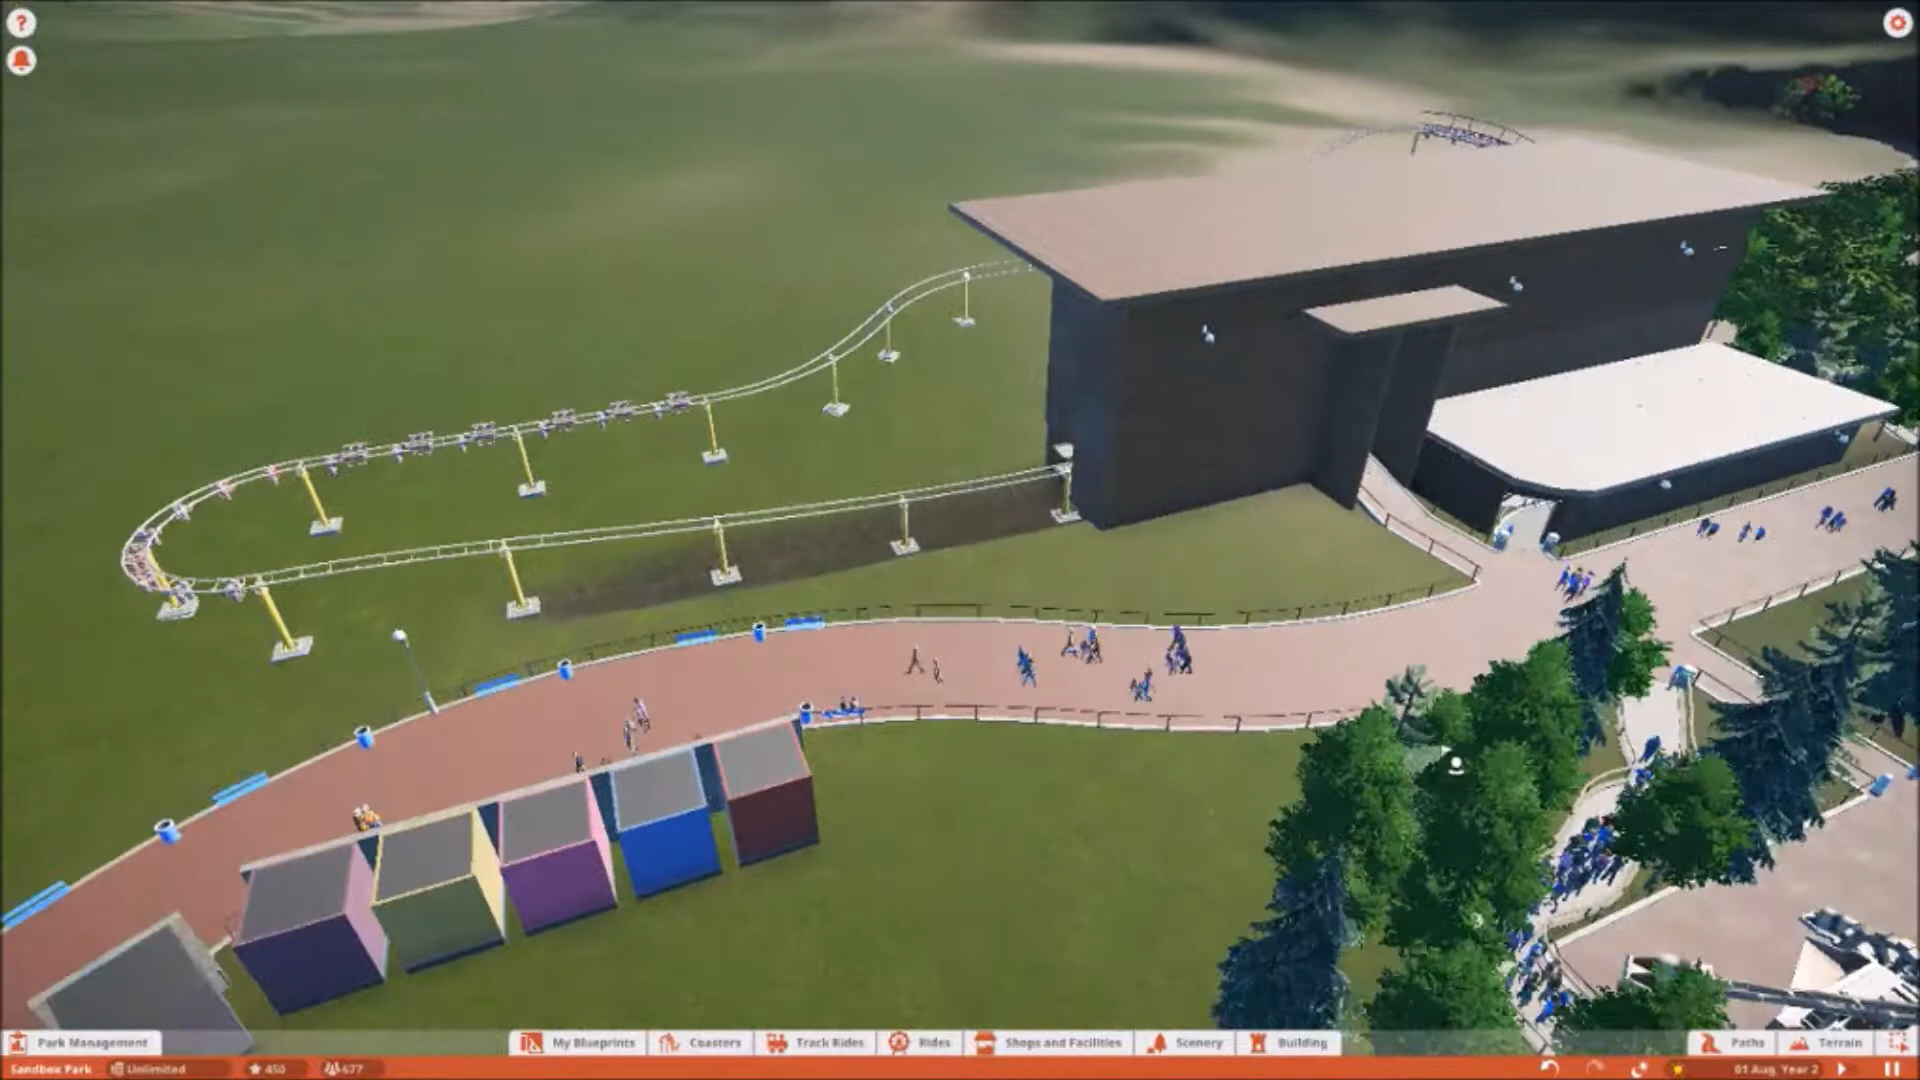 ?
Park Management
My Blueprints
Coasters
Track Rides
Rides
Shops and Facilities
Scenery
Building
Paths
Terrain
Sandbox Park
Unlimited
450
677
01 Aug, Year 2